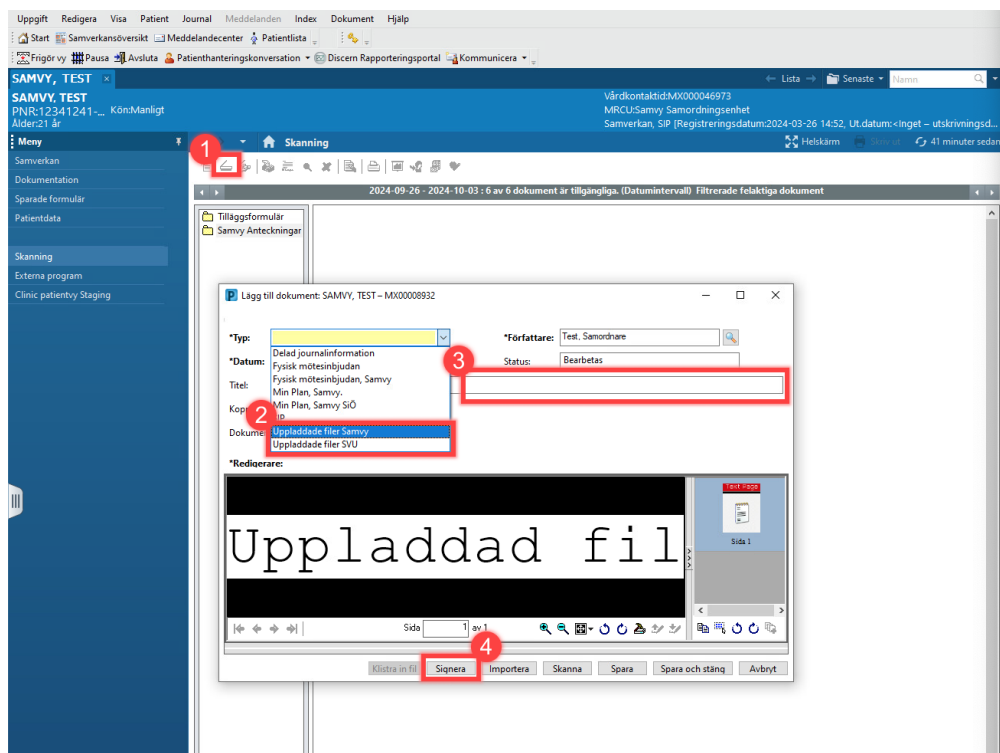 Uppgift Redigera Visa Patient Journal Meddelanden Index Dokument Hjälp
Start Samverkansöversikt Meddelandecenter Patientlista
Frigör vy Pausa Avsluta Patienthanteringskonversation Discern Rapporteringsportal Kommunicera
SAMVY, TEST
Lista Senaste Namn
SAMVY, TEST
PNR:12341241-... Kön:Manligt
Ålder:21 år
Vårdkontaktid:MX000046973
MRCU:Samvy Samordningsenhet
Samverkan, SIP [Registreringsdatum:2024-03-26 14:52, Ut.datum:<Inget – utskrivningsd...
Meny
1
Skanning
Helskärm Skriv ut 41 minuter sedan
Samverkan
Dokumentation
Sparade formulär
Patientdata
Skanning
Externa program
Clinic patientvy Staging
2024-09-26 - 2024-10-03 : 6 av 6 dokument är tillgängliga. (Datumintervall) Filtrerade felaktiga dokument
Tilläggsformulär
Samvy Anteckningar
P Lägg till dokument: SAMVY, TEST – MX00008932
*Typ:
*Författare: Test, Samordnare
*Datum:
Status: Bearbetas
Titel:
3
Delad journalinformation
Fysisk mötesinbjudan
Fysisk mötesinbjudan, Samvy
Min Plan, Samvy.
Min Plan, Samvy SiÖ
2
Uppladdade filer Samvy
Uppladdade filer SVU
*Redigerare:
Uppladdad fil
Text Page
Sida 1
Sida 1 av 1
4
Klistra in fil Signera Importera Skanna Spara Spara och stäng Avbryt